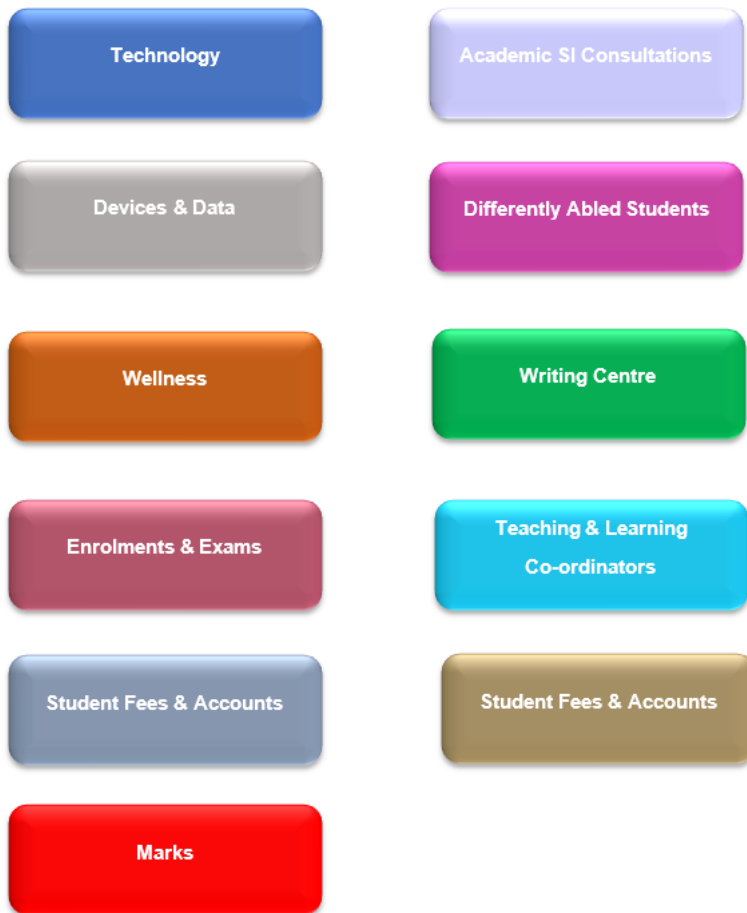 Technology
Academic SI Consultations
Devices & Data
Differently Abled Students
Wellness
Writing Centre
Enrolments & Exams
Teaching & Learning
Co-ordinators
Student Fees & Accounts
Student Fees & Accounts
Marks